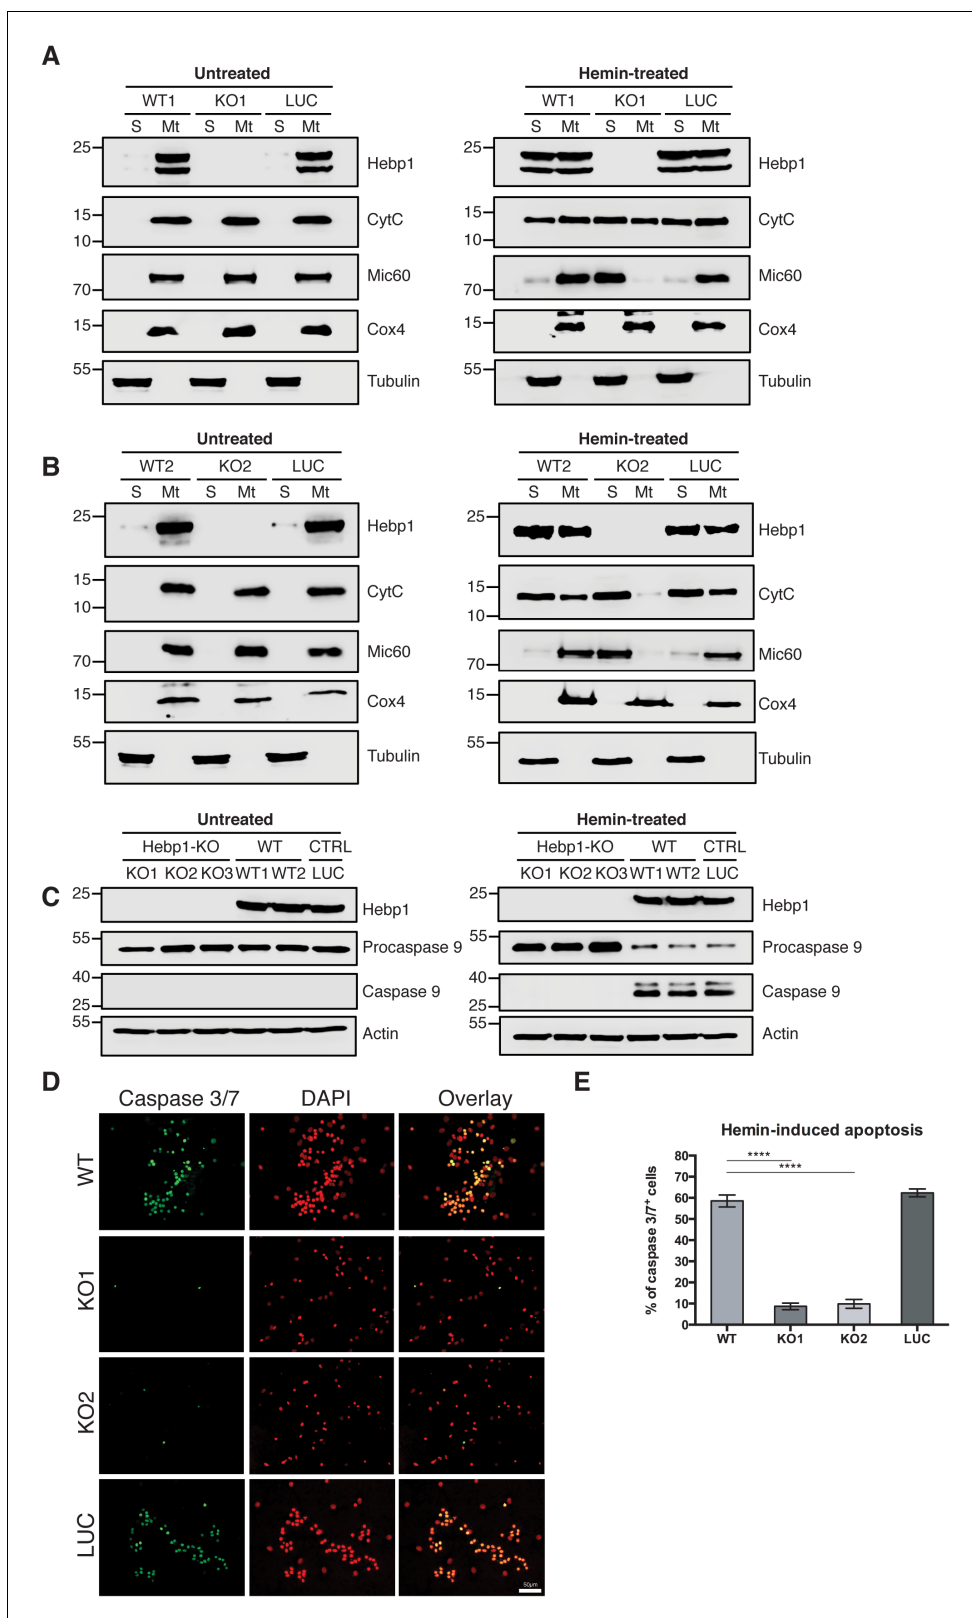 A
Untreated
WT1 KO1 LUC
S Mt S Mt S Mt
25
Hebp1
15
10
CytC
70
Mic60
15
Cox4
55
Tubulin
Hemin-treated
WT1 KO1 LUC
S Mt S Mt S Mt
25
Hebp1
15
10
CytC
70
Mic60
15
Cox4
55
Tubulin
B
Untreated
WT2 KO2 LUC
S Mt S Mt S Mt
25
Hebp1
15
10
CytC
70
Mic60
15
Cox4
55
Tubulin
Hemin-treated
WT2 KO2 LUC
S Mt S Mt S Mt
25
Hebp1
15
10
CytC
70
Mic60
15
Cox4
55
Tubulin
C
Untreated
Hebp1-KO WT CTRL
KO1 KO2 KO3 WT1 WT2 LUC
25
Hebp1
55
Procaspase 9
40
25
Caspase 9
55
Actin
Hemin-treated
Hebp1-KO WT CTRL
KO1 KO2 KO3 WT1 WT2 LUC
25
Hebp1
55
Procaspase 9
40
25
Caspase 9
55
Actin
D
Caspase 3/7 DAPI Overlay
WT
KO1
KO2
LUC
50µm
E
Hemin-induced apoptosis
% of caspase 3/7+ cells
80
70
60
50
40
30
20
10
0
****
****
WT KO1 KO2 LUC